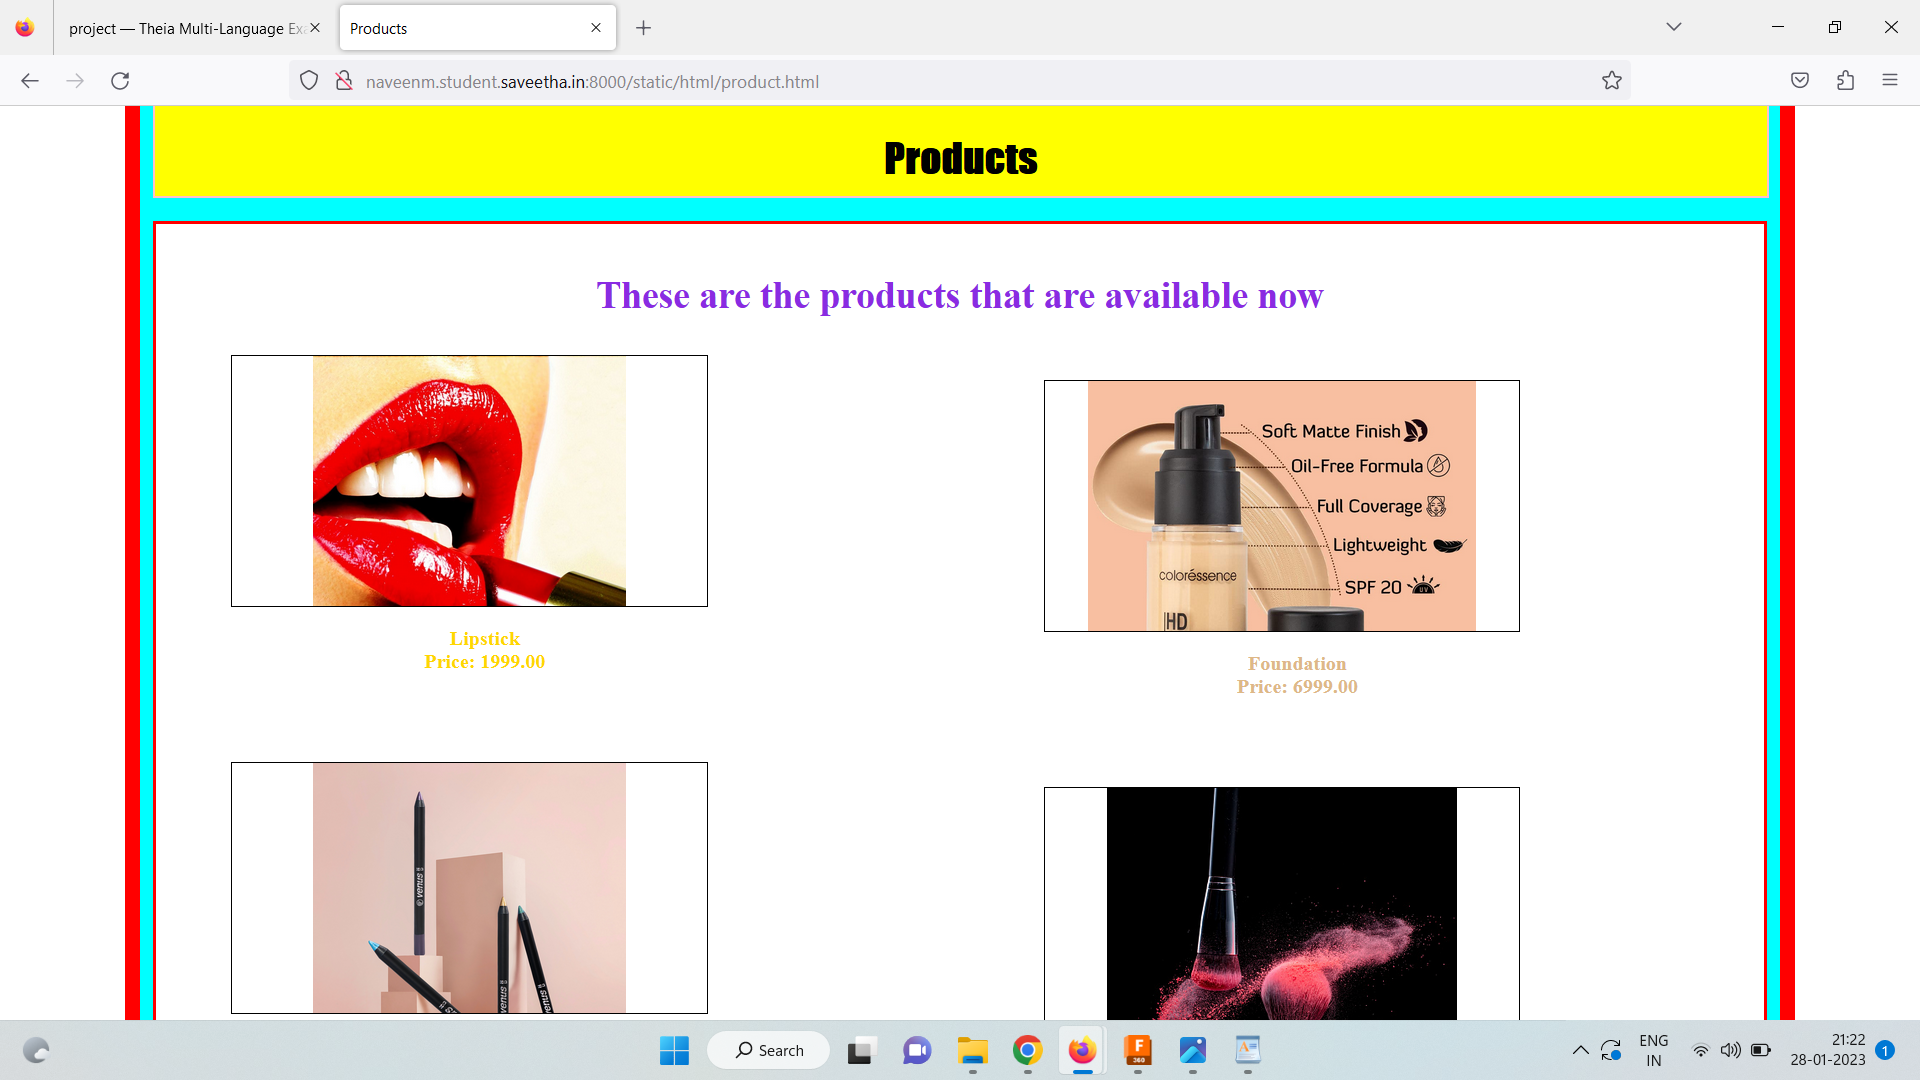 project — Theia Multi-Language Ex
Products
naveenm.student.saveetha.in:8000/static/html/product.html
Products
These are the products that are available now
Soft Matte Finish
Oil-Free Formula
Full Coverage
Lightweight
SPF 20
UV
coloréssence
HD
Lipstick
Price: 1999.00
Foundation
Price: 6999.00
venus
venus
venus
Search
F
360
ENG
IN
21:22
28-01-2023
1